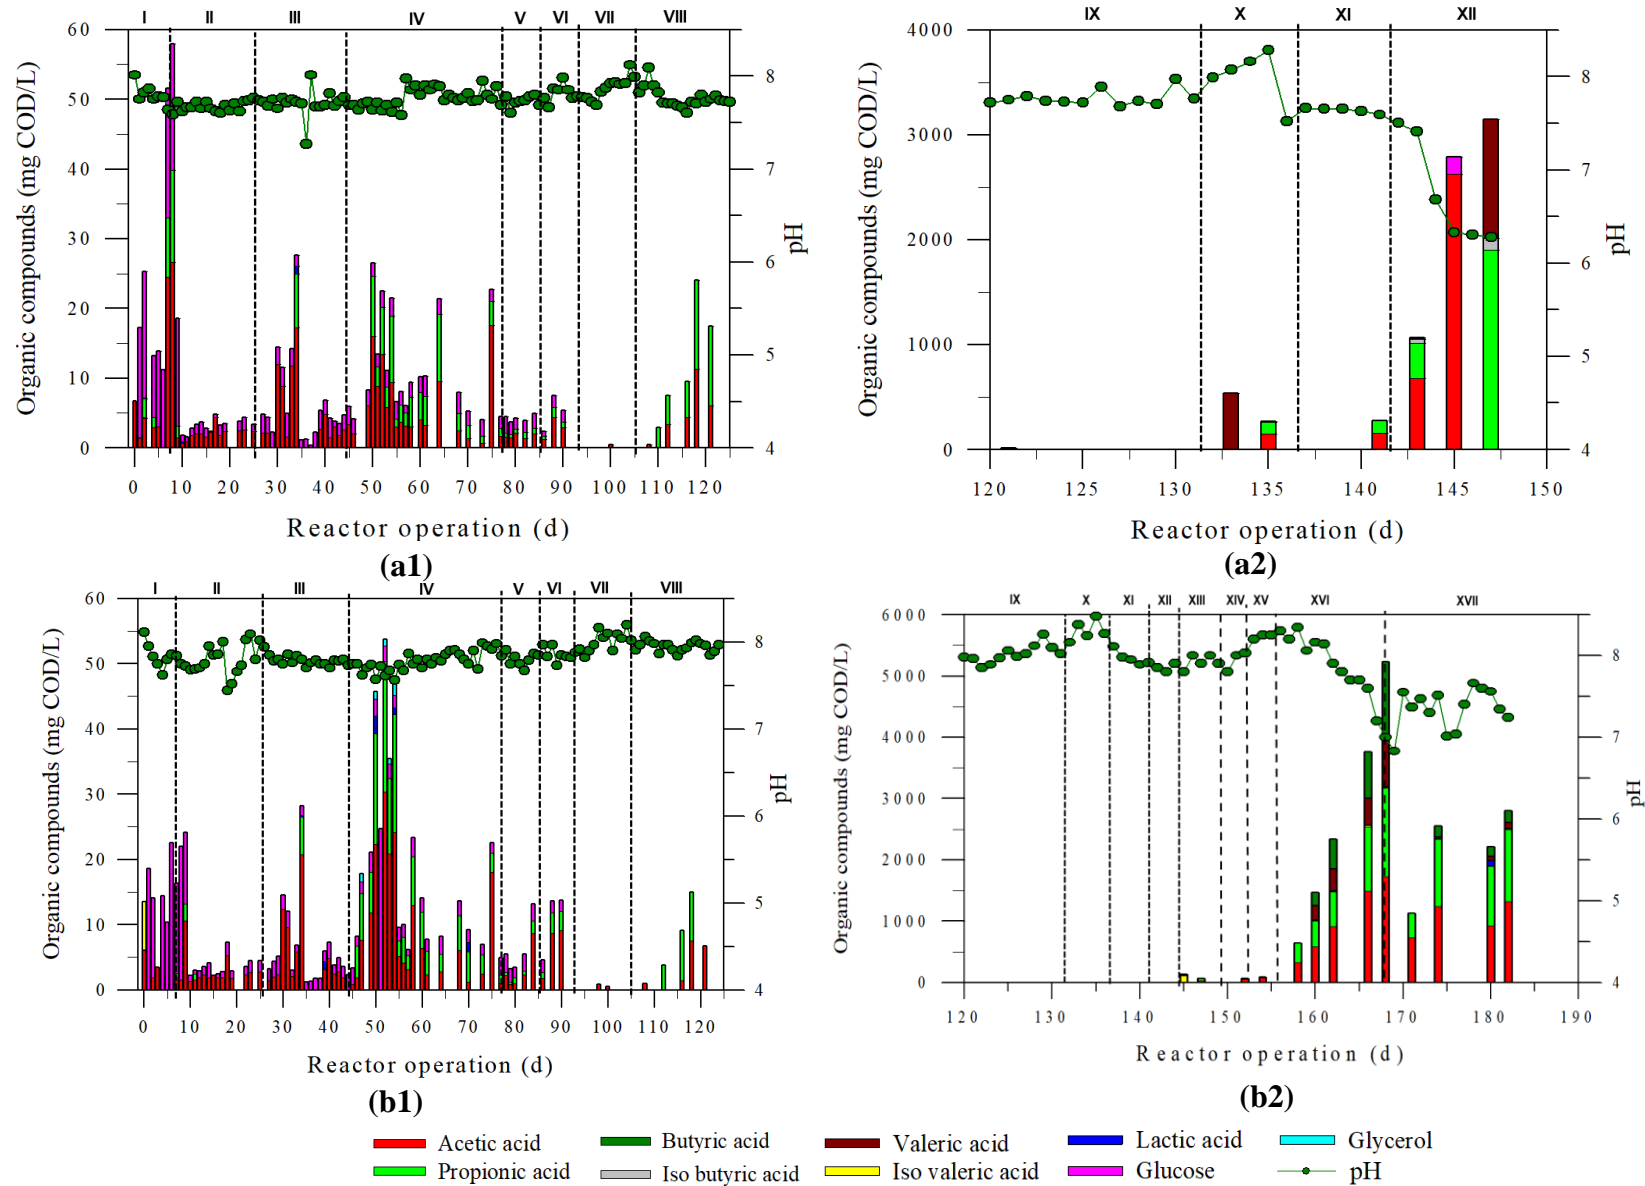 I II III IV V VI VII VIII
60
50
40
30
20
10
0
8
7
6
5
4
Organic compounds (mg COD/L)
pH
0 10 20 30 40 50 60 70 80 90 100 110 120
Reactor operation (d)
(a1)
IX X XI XII
4000
3000
2000
1000
0
8
7
6
5
4
Organic compounds (mg COD/L)
pH
120 125 130 135 140 145 150
Reactor operation (d)
(a2)
I II III IV V VI VII VIII
60
50
40
30
20
10
0
8
7
6
5
4
Organic compounds (mg COD/L)
pH
0 10 20 30 40 50 60 70 80 90 100 110 120
Reactor operation (d)
(b1)
IX X XI XII XIII XIV XV XVI XVII
6000
5000
4000
3000
2000
1000
0
8
7
6
5
4
Organic compounds (mg COD/L)
pH
120 130 140 150 160 170 180 190
Reactor operation (d)
(b2)
Acetic acid Butyric acid Valeric acid Lactic acid Glycerol
Propionic acid Iso butyric acid Iso valeric acid Glucose pH